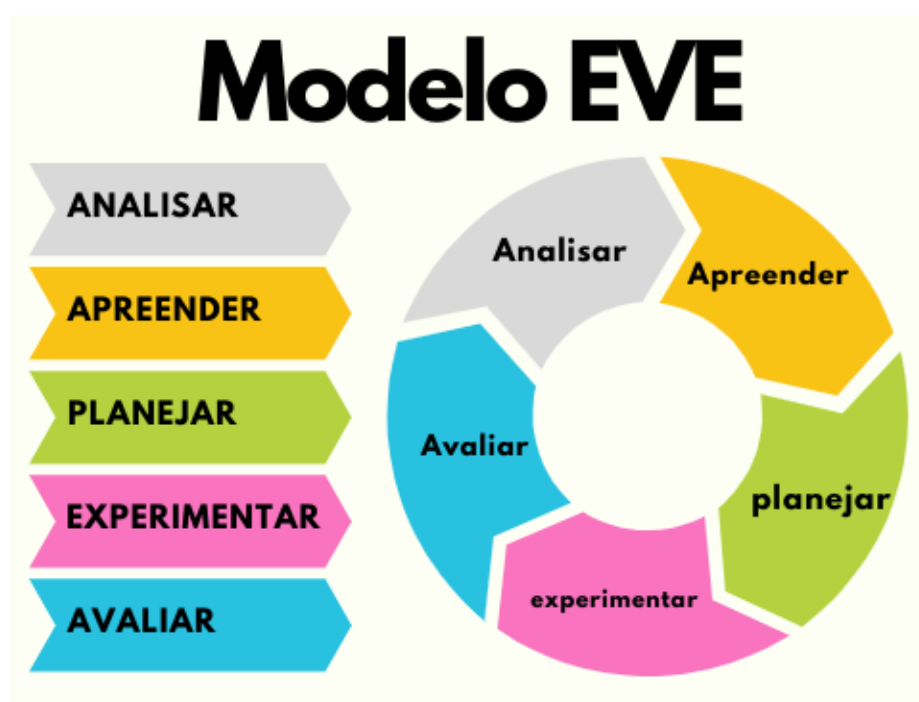 Modelo EVE
ANALISAR
APREENDER
PLANEJAR
EXPERIMENTAR
AVALIAR
Analisar
Apreender
planejar
experimentar
Avaliar